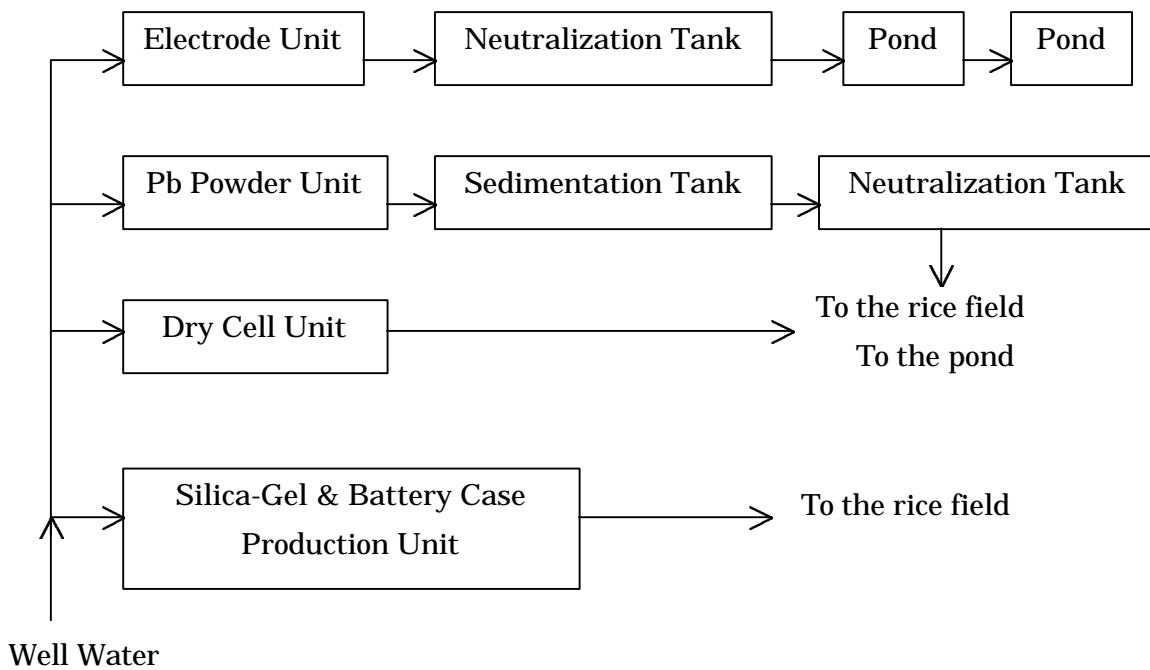 Electrode Unit
Neutralization Tank
Pond
Pond
Pb Powder Unit
Sedimentation Tank
Neutralization Tank
To the rice field
Dry Cell Unit
To the pond
Silica-Gel & Battery Case
Production Unit
To the rice field
Well Water